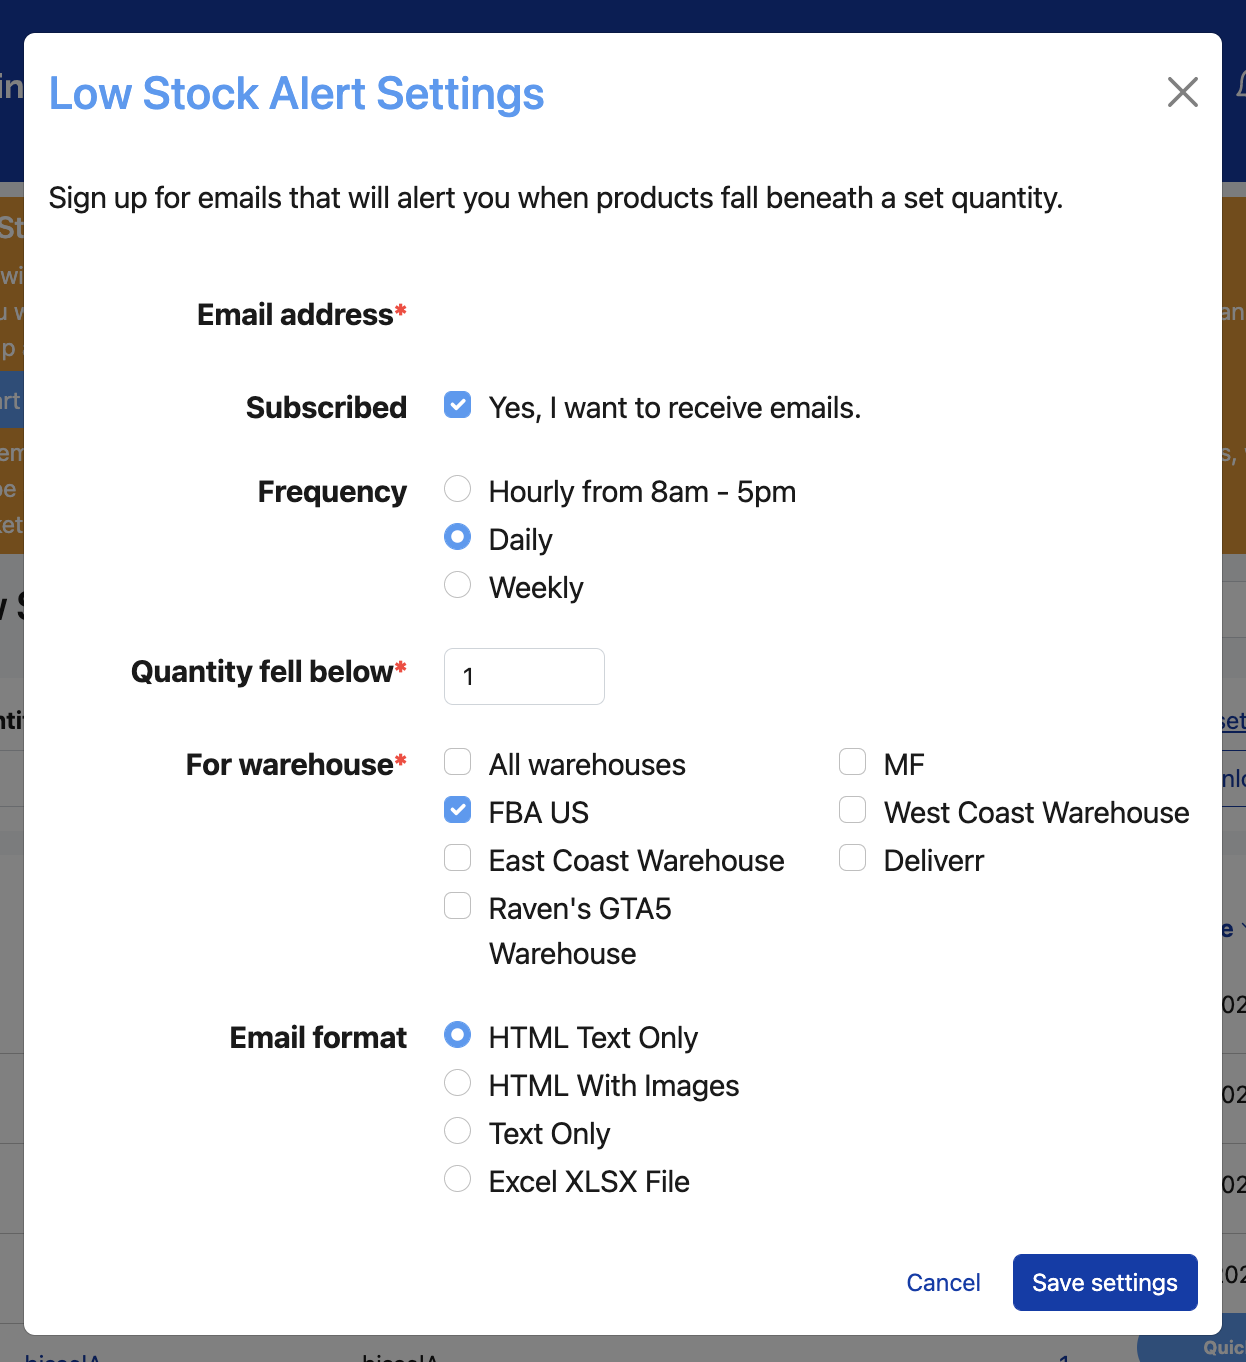 Low Stock Alert Settings
Sign up for emails that will alert you when products fall beneath a set quantity.
Email address*
Subscribed
Yes, I want to receive emails.
Frequency
Hourly from 8am - 5pm
Daily
Weekly
Quantity fell below*
1
For warehouse*
All warehouses
MF
FBA US
West Coast Warehouse
East Coast Warehouse
Deliverr
Raven's GTA5
Warehouse
Email format
HTML Text Only
HTML With Images
Text Only
Excel XLSX File
Cancel
Save settings